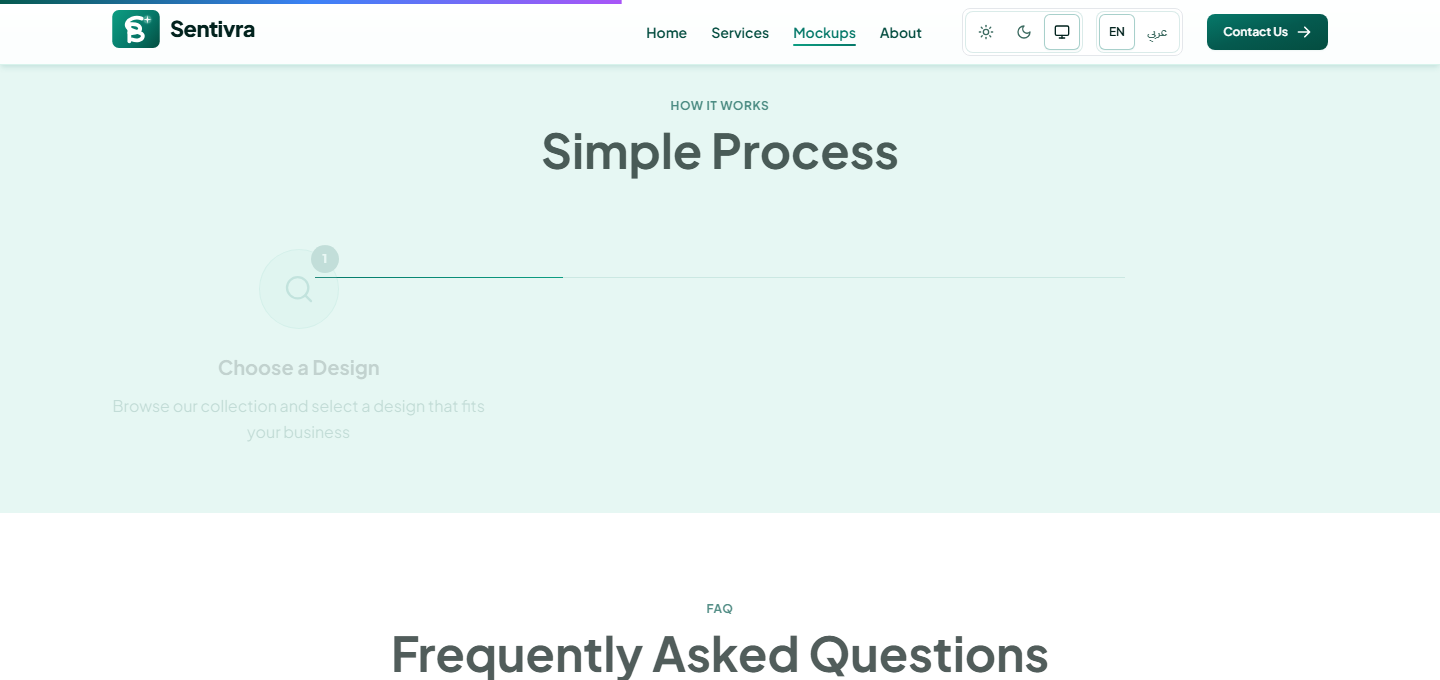 Sentivra
Home
Services
Mockups
About
EN
عربي
Contact Us
HOW IT WORKS
Simple Process
1
Choose a Design
Browse our collection and select a design that fits
your business
FAQ
Frequently Asked Questions